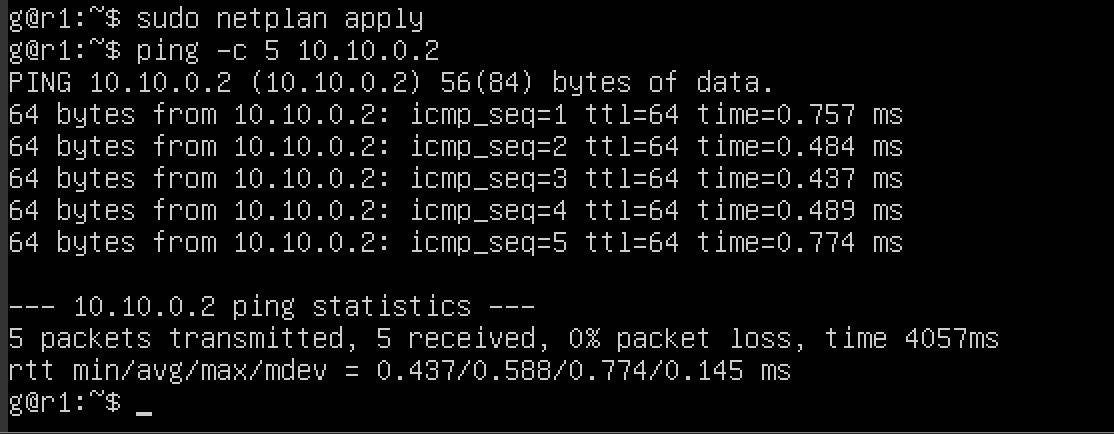 g@r1:~$ sudo netplan apply
g@r1:~$ ping -c 5 10.10.0.2
PING 10.10.0.2 (10.10.0.2) 56(84) bytes of data.
64 bytes from 10.10.0.2: icmp_seq=1 ttl=64 time=0.757 ms
64 bytes from 10.10.0.2: icmp_seq=2 ttl=64 time=0.484 ms
64 bytes from 10.10.0.2: icmp_seq=3 ttl=64 time=0.437 ms
64 bytes from 10.10.0.2: icmp_seq=4 ttl=64 time=0.489 ms
64 bytes from 10.10.0.2: icmp_seq=5 ttl=64 time=0.774 ms
--- 10.10.0.2 ping statistics ---
5 packets transmitted, 5 received, 0% packet loss, time 4057ms
rtt min/avg/max/mdev = 0.437/0.588/0.774/0.145 ms
g@r1:~$ _